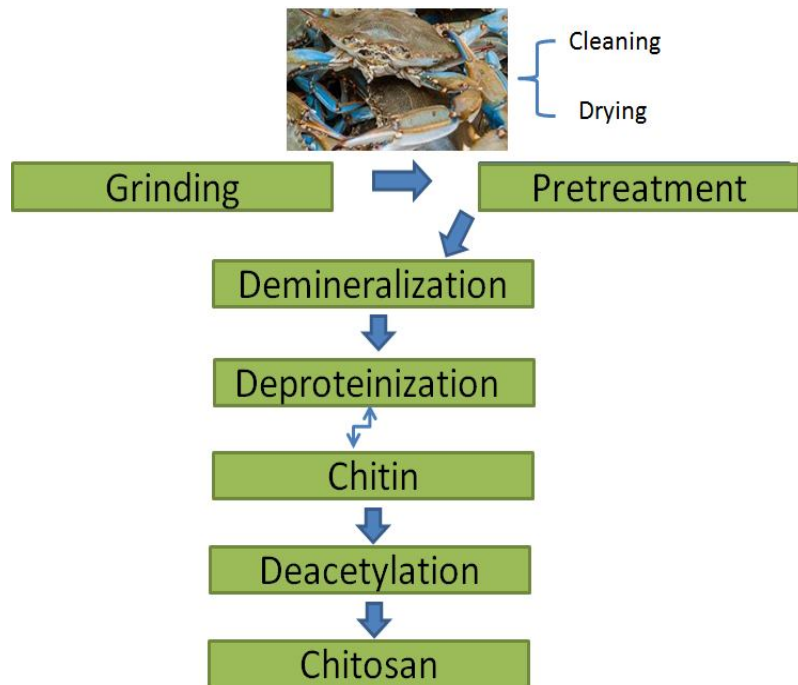 Cleaning
Drying
Grinding
Pretreatment
Demineralization
Deproteinization
Chitin
Deacetylation
Chitosan